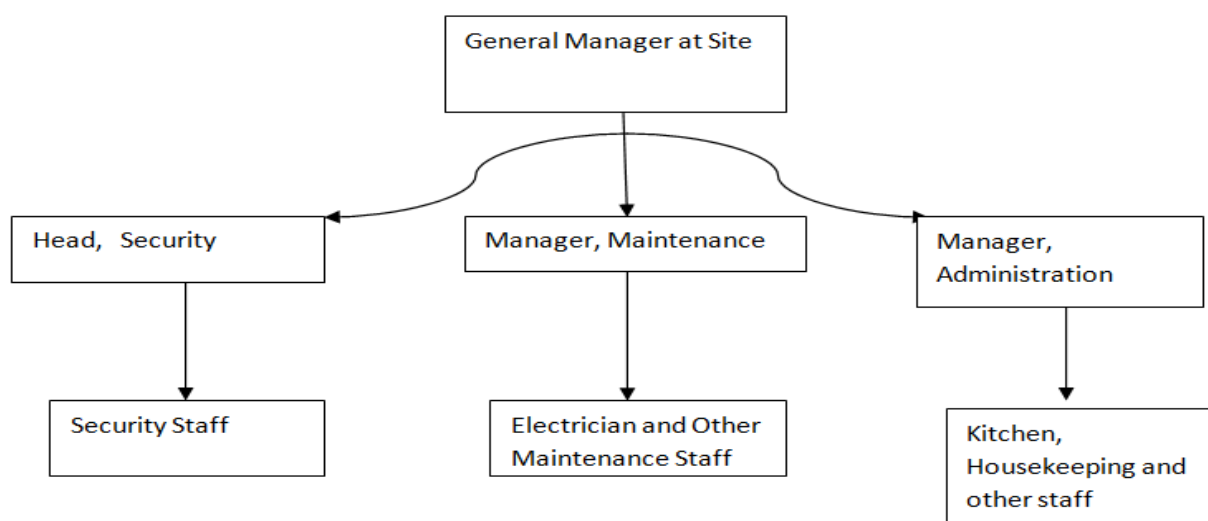 General Manager at Site
Head, Security
Manager, Maintenance
Manager,
Administration
Security Staff
Electrician and Other
Maintenance Staff
Kitchen,
Housekeeping and
other staff